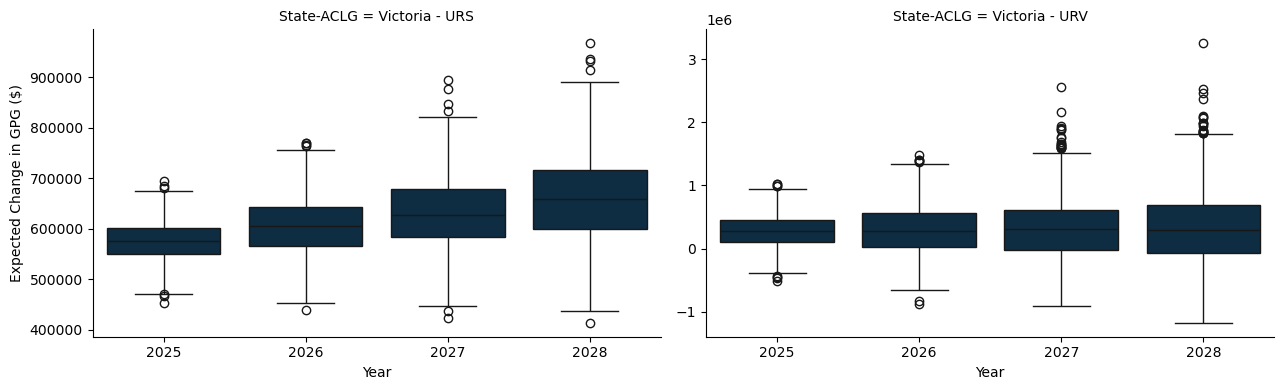 State-ACLG = Victoria - URS
Expected Change in GPG ($)
900000
800000
700000
600000
500000
400000
2025 2026 2027 2028
Year
State-ACLG = Victoria - URV
1e6
3
2
1
0
−1
2025 2026 2027 2028
Year